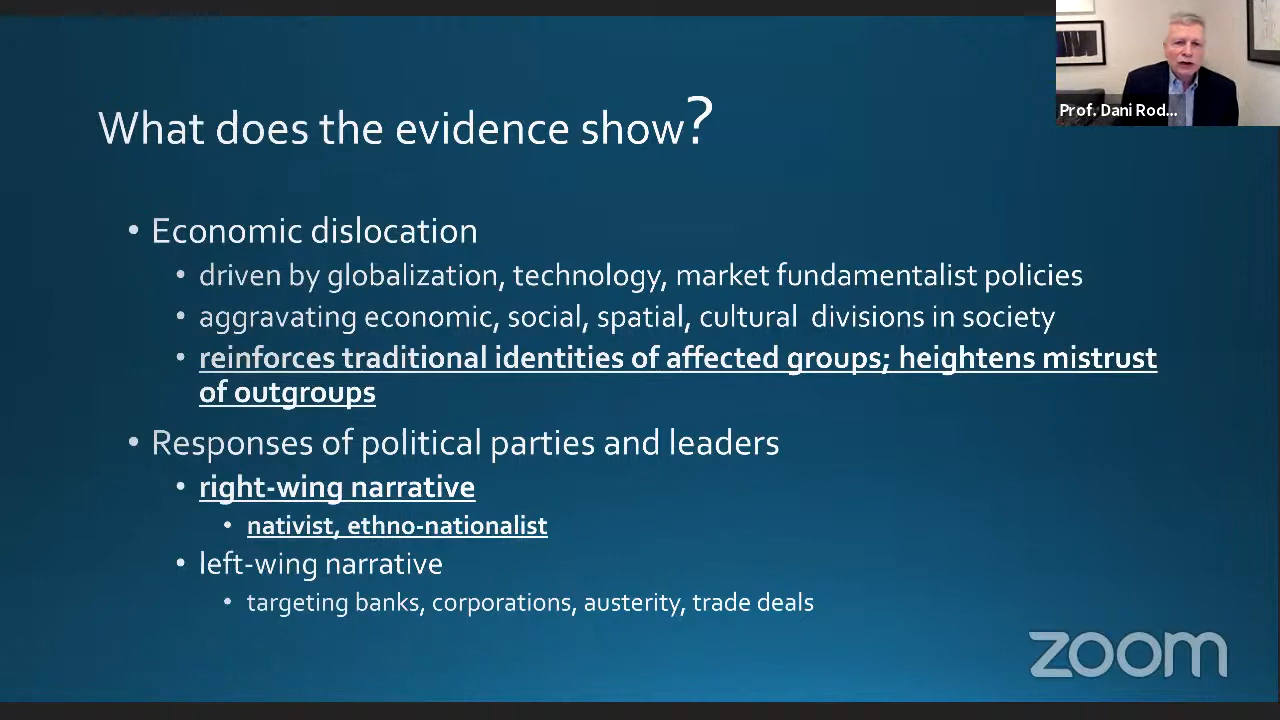 Prof. Dani Rod...
What does the evidence show?
• Economic dislocation
• driven by globalization, technology, market fundamentalist policies
• aggravating economic, social, spatial, cultural divisions in society
• reinforces traditional identities of affected groups; heightens mistrust
of outgroups
• Responses of political parties and leaders
• right-wing narrative
• nativist, ethno-nationalist
• left-wing narrative
• targeting banks, corporations, austerity, trade deals
zoom